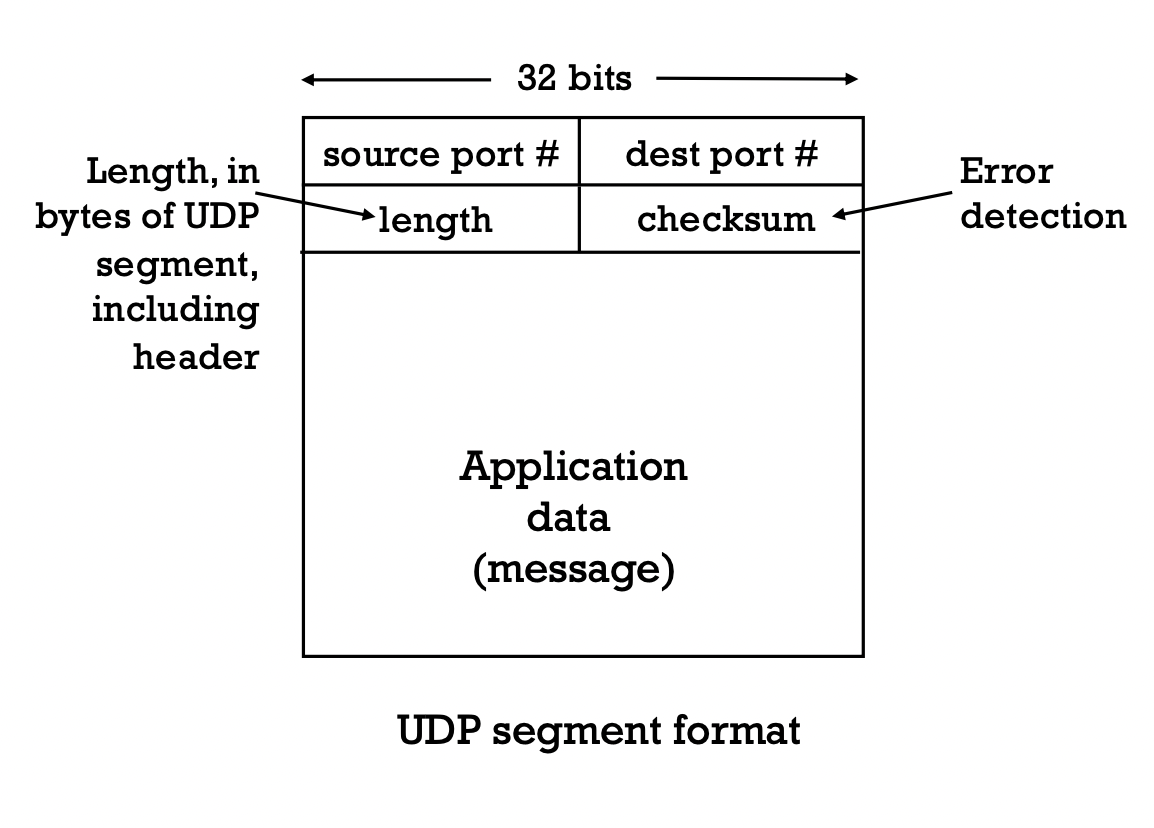 32 bits
source port #
dest port #
Length, in
bytes of UDP
segment,
including
header
length
checksum
Error
detection
Application
data
(message)
UDP segment format